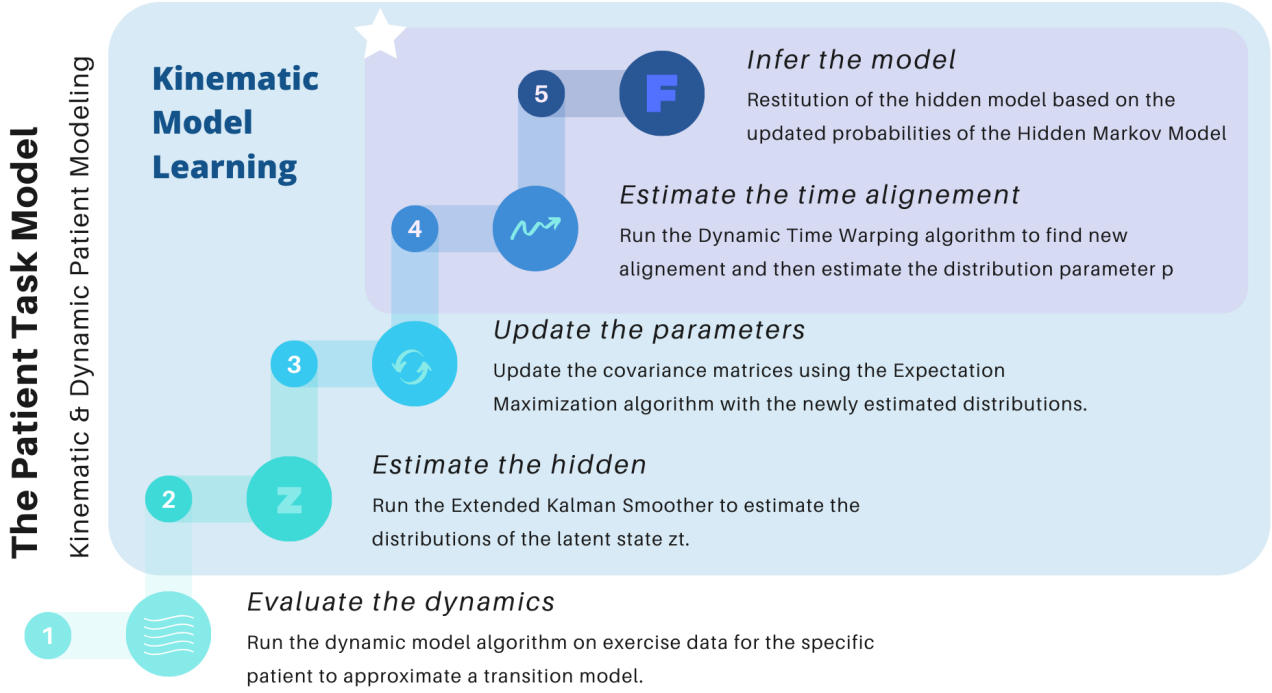 The Patient Task Model
Kinematic & Dynamic Patient Modeling
Kinematic
Model
Learning
5
F
Infer the model
Restitution of the hidden model based on the
updated probabilities of the Hidden Markov Model
4
Estimate the time alignement
Run the Dynamic Time Warping algorithm to find new
alignement and then estimate the distribution parameter p
3
Update the parameters
Update the covariance matrices using the Expectation
Maximization algorithm with the newly estimated distributions.
2
z
Estimate the hidden
Run the Extended Kalman Smoother to estimate the
distributions of the latent state zt.
1
Evaluate the dynamics
Run the dynamic model algorithm on exercise data for the specific
patient to approximate a transition model.